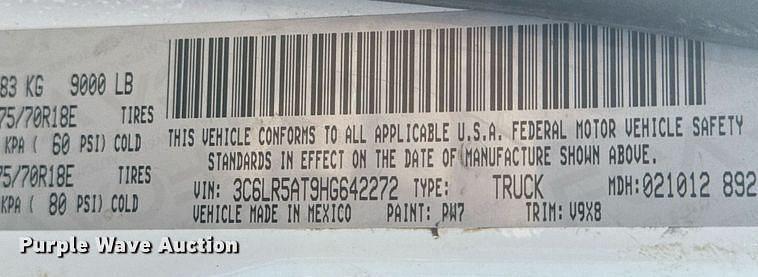 83 KG 9000 LB
75/70R18E TIRES
KPA ( 60 PSI) COLD
75/70R18E TIRES
KPA ( 80 PSI) COLD
THIS VEHICLE CONFORMS TO ALL APPLICABLE U.S.A. FEDERAL MOTOR VEHICLE SAFETY
STANDARDS IN EFFECT ON THE DATE OF MANUFACTURE SHOWN ABOVE.
VIN: 3C6LR5AT9HG642272 TYPE: TRUCK MDH:021012 892
VEHICLE MADE IN MEXICO PAINT: PW7 TRIM: V9X8
Purple Wave Auction